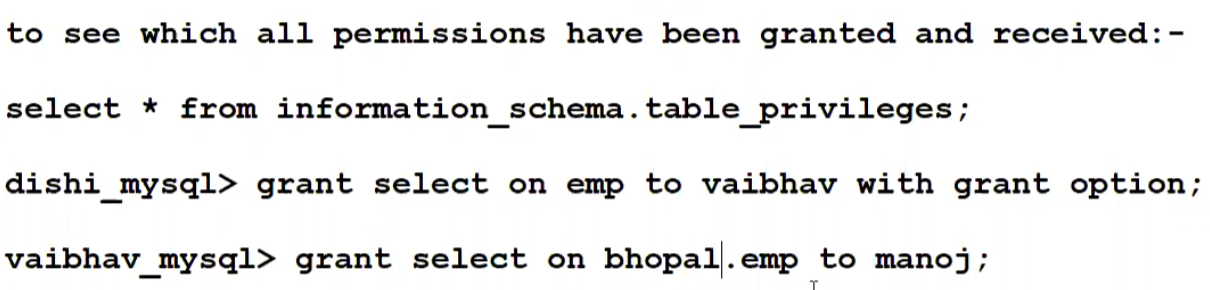 to see which all permissions have been granted and received:-
select * from information_schema.table_privileges;
dishi_mysql> grant select on emp to vaibhav with grant option;
vaibhav_mysql> grant select on bhopal.emp to manoj;